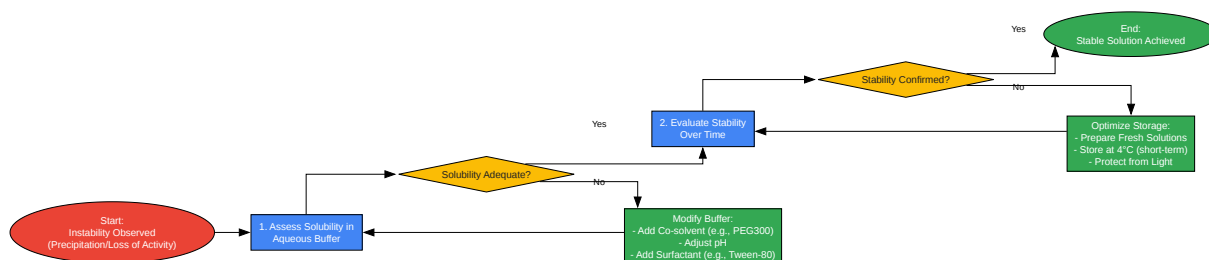 Start:
Instability Observed
(Precipitation/Loss of Activity)
1. Assess Solubility in
Aqueous Buffer
Solubility Adequate?
Yes
No
Modify Buffer:
- Add Co-solvent (e.g., PEG300)
- Adjust pH
- Add Surfactant (e.g., Tween-80)
2. Evaluate Stability
Over Time
Stability Confirmed?
Yes
No
End:
Stable Solution Achieved
Optimize Storage:
- Prepare Fresh Solutions
- Store at 4°C (short-term)
- Protect from Light